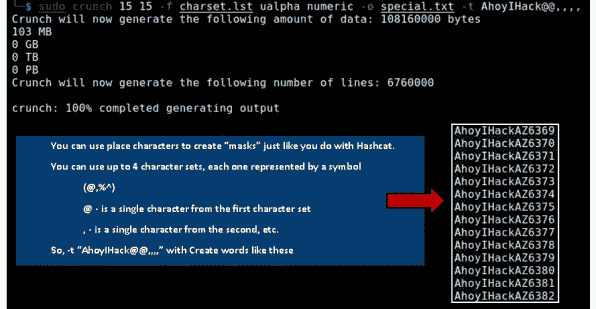 $ sudo crunch 15 15 -f charset.lst ualpha numeric -o special.txt -t AhoyIHack@@,,,,
Crunch will now generate the following amount of data: 108160000 bytes
103 MB
0 GB
0 TB
0 PB
Crunch will now generate the following number of lines: 6760000
crunch: 100% completed generating output
You can use place characters to create “masks” just like you do with Hashcat.
You can use up to 4 character sets, each one represented by a symbol
(@,%^)
@ - is a single character from the first character set
, - is a single character from the second, etc.
So, -t “AhoyIHack@@,,,,” with Create words like these
AhoyIHackAZ6369
AhoyIHackAZ6370
AhoyIHackAZ6371
AhoyIHackAZ6372
AhoyIHackAZ6373
AhoyIHackAZ6374
AhoyIHackAZ6375
AhoyIHackAZ6376
AhoyIHackAZ6377
AhoyIHackAZ6378
AhoyIHackAZ6379
AhoyIHackAZ6380
AhoyIHackAZ6381
AhoyIHackAZ6382